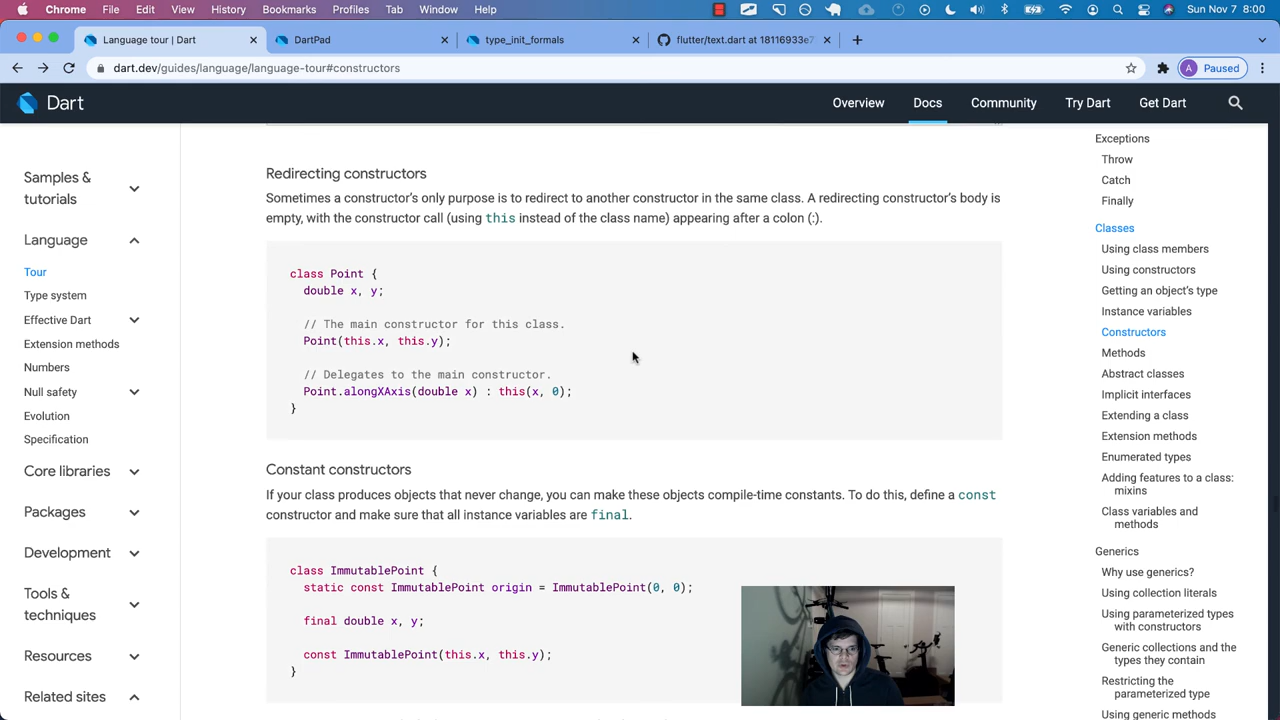 Chrome File Edit View History Bookmarks Profiles Tab Window Help Sun Nov 7 8:00
Language tour | Dart DartPad type_init_formals flutter/text.dart at 18116933e7
dart.dev/guides/language/language-tour#constructors A Paused
Dart Overview Docs Community Try Dart Get Dart
Samples &
tutorials
Language
Tour
Type system
Effective Dart
Extension methods
Numbers
Null safety
Evolution
Specification
Core libraries
Packages
Development
Tools &
techniques
Resources
Related sites
Redirecting constructors
Sometimes a constructor’s only purpose is to redirect to another constructor in the same class. A redirecting constructor’s body is
empty, with the constructor call (using this instead of the class name) appearing after a colon (:).
class Point {
double x, y;
// The main constructor for this class.
Point(this.x, this.y);
// Delegates to the main constructor.
Point.alongXAxis(double x) : this(x, 0);
}
Constant constructors
If your class produces objects that never change, you can make these objects compile-time constants. To do this, define a const
constructor and make sure that all instance variables are final.
class ImmutablePoint {
static const ImmutablePoint origin = ImmutablePoint(0, 0);
final double x, y;
const ImmutablePoint(this.x, this.y);
}
Exceptions
Throw
Catch
Finally
Classes
Using class members
Using constructors
Getting an object’s type
Instance variables
Constructors
Methods
Abstract classes
Implicit interfaces
Extending a class
Extension methods
Enumerated types
Adding features to a class:
mixins
Class variables and
methods
Generics
Why use generics?
Using collection literals
Using parameterized types
with constructors
Generic collections and the
types they contain
Restricting the
parameterized type
Using generic methods